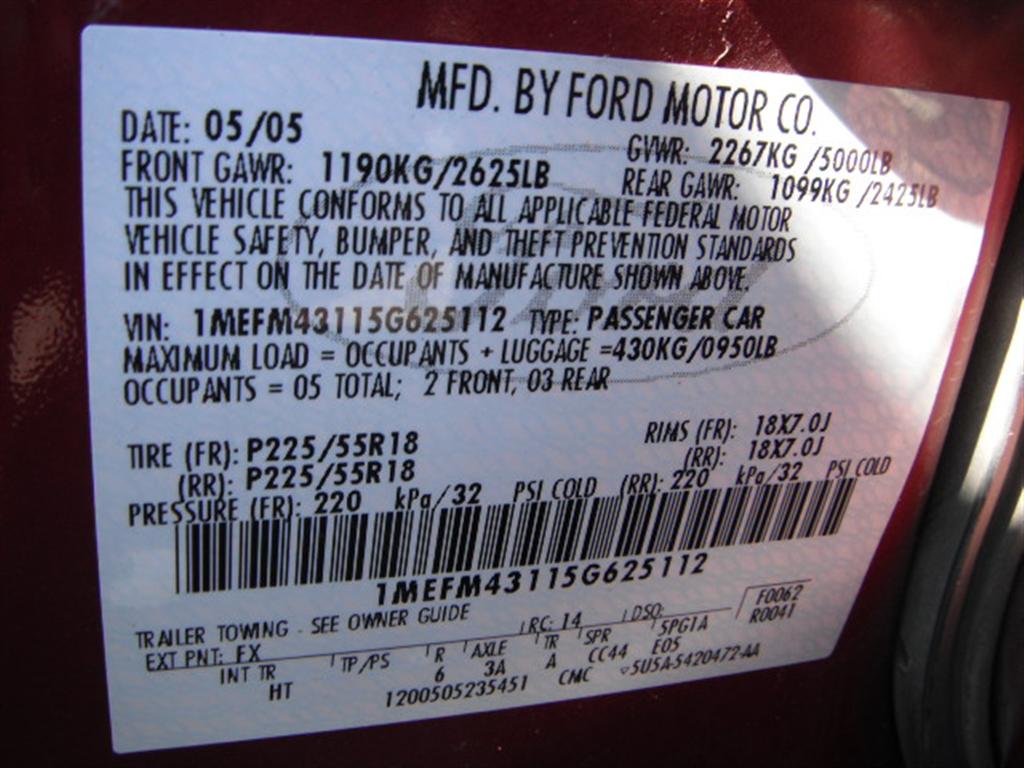 MFD. BY FORD MOTOR CO.
DATE: 05/05 GVWR: 2267KG /5000LB
FRONT GAWR: 1190KG/2625LB REAR GAWR: 1099KG /2425LB
THIS VEHICLE CONFORMS TO ALL APPLICABLE FEDERAL MOTOR
VEHICLE SAFETY, BUMPER, AND THEFT PREVENTION STANDARDS
IN EFFECT ON THE DATE OF MANUFACTURE SHOWN ABOVE.
VIN: 1MEFM43115G625112 TYPE: PASSENGER CAR
MAXIMUM LOAD = OCCUPANTS + LUGGAGE =430KG/0950LB
OCCUPANTS = 05 TOTAL; 2 FRONT, 03 REAR
TIRE (FR): P225/55R18 RIMS (FR): 18X7.0J
(RR): P225/55R18 (RR): 18X7.0J
PRESSURE (FR): 220 kPa/32 PSI COLD (RR): 220 kPa/32 PSI COLD
1MEFM43115G625112
TRAILER TOWING - SEE OWNER GUIDE F0062
EXT PNT: FX RC: 14 DSO: R0041
INT TR TP/PS R AXLE TR SPR 5PG1A
HT 6 3A A CC44 E05
1200505235451 CMC 5U5A-5420472-AA